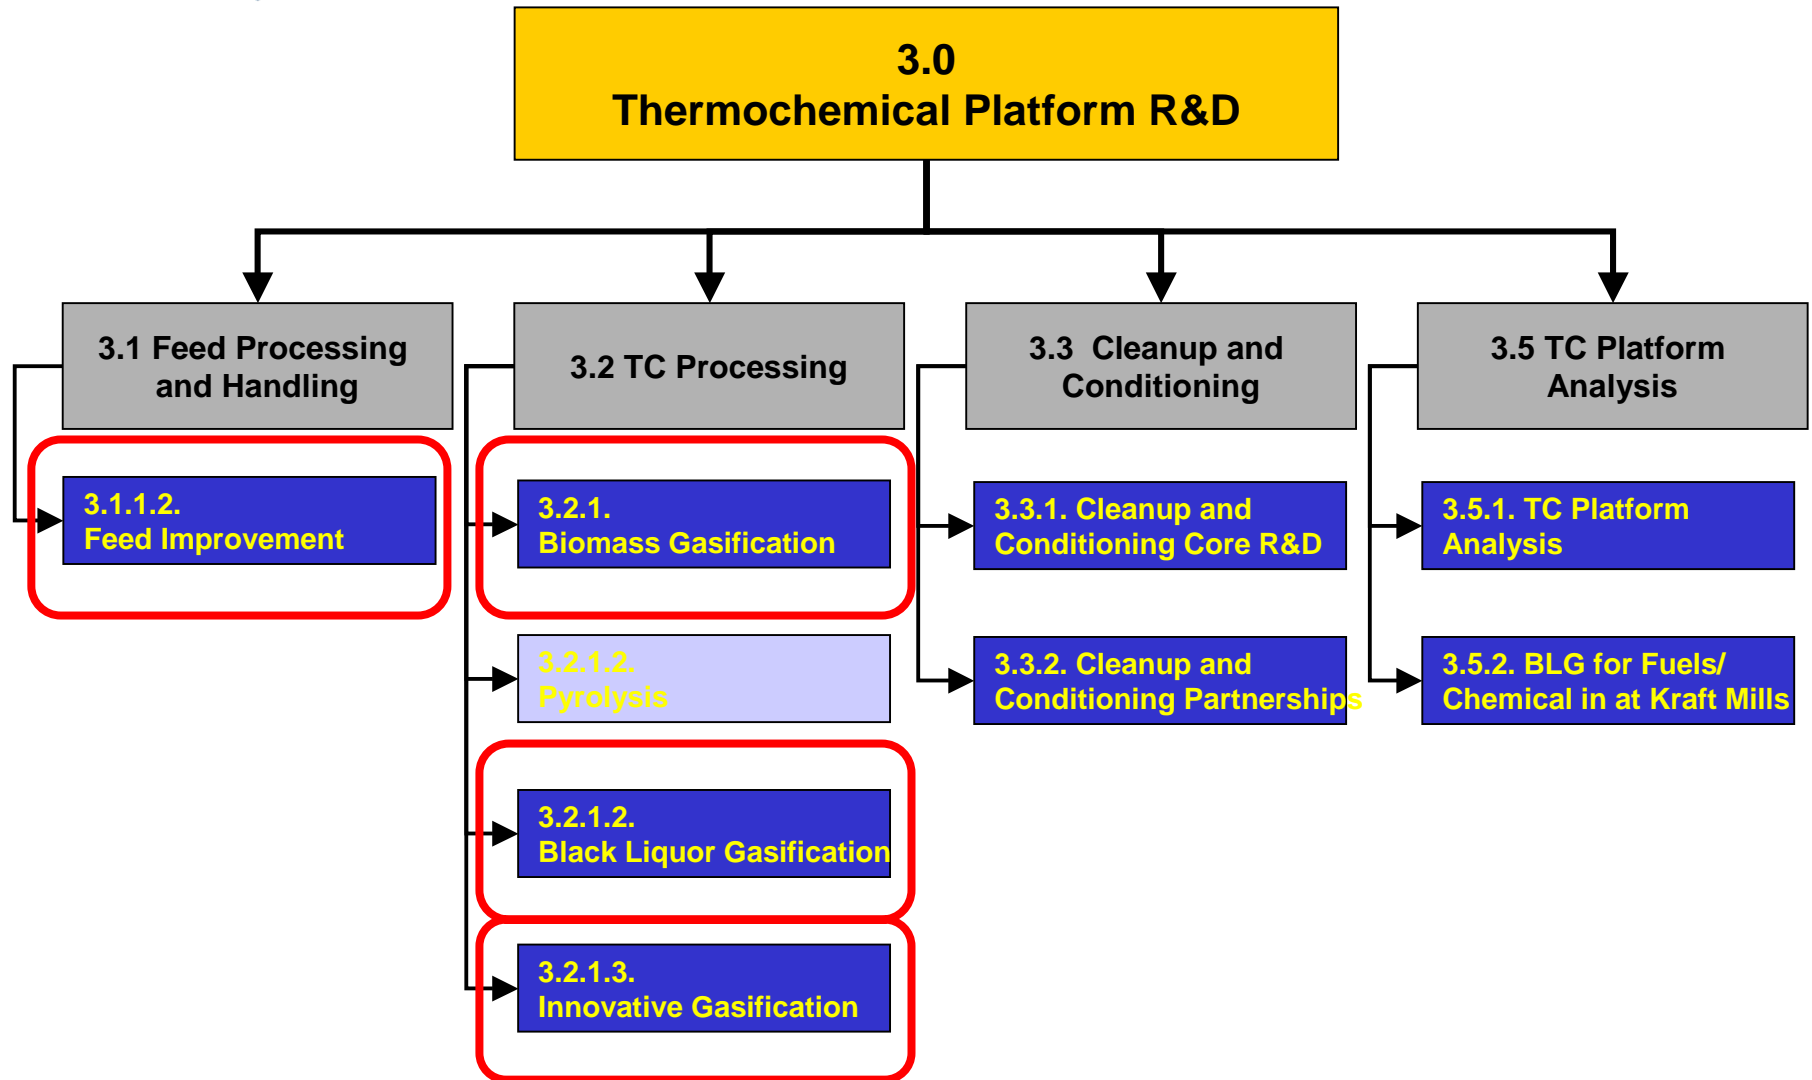 3.0
Thermochemical Platform R&D
3.1 Feed Processing
and Handling
3.2 TC Processing
3.3 Cleanup and
Conditioning
3.5 TC Platform
Analysis
3.1.1.2.
Feed Improvement
3.2.1.
Biomass Gasification
3.3.1. Cleanup and
Conditioning Core R&D
3.5.1. TC Platform
Analysis
3.2.1.2.
Pyrolysis
3.3.2. Cleanup and
Conditioning Partnerships
3.5.2. BLG for Fuels/
Chemical in at Kraft Mills
3.2.1.2.
Black Liquor Gasification
3.2.1.3.
Innovative Gasification